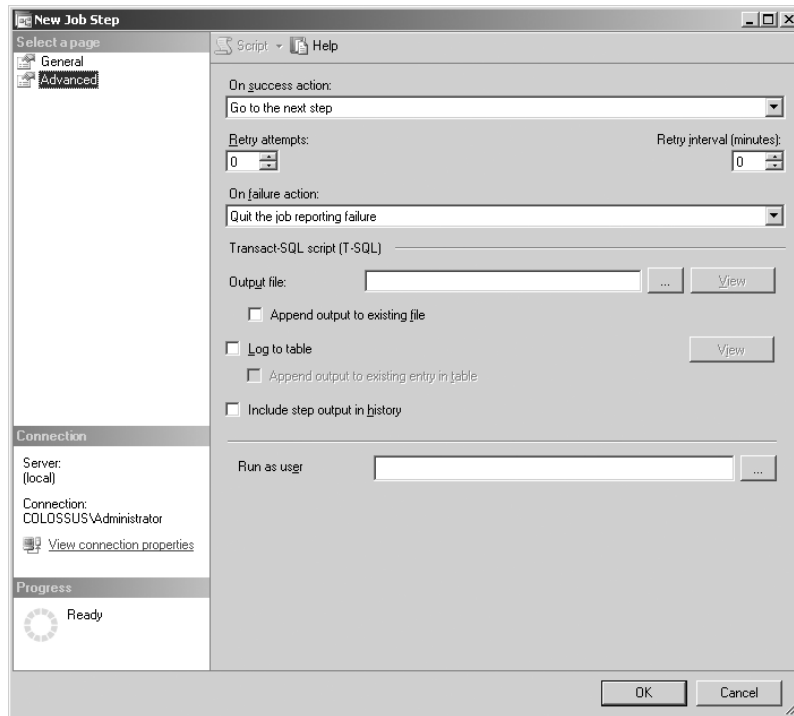 New Job Step
Select a page
General
Advanced
Script
Help
On success action:
Go to the next step
Retry attempts:
Retry interval (minutes):
0
0
On failure action:
Quit the job reporting failure
Transact-SQL script (T-SQL)
Output file:
...
View
Append output to existing file
Log to table
View
Append output to existing entry in table
Include step output in history
Run as user
...
Connection
Server:
(local)
Connection:
COLOSSUS\Administrator
View connection properties
Progress
Ready
OK
Cancel